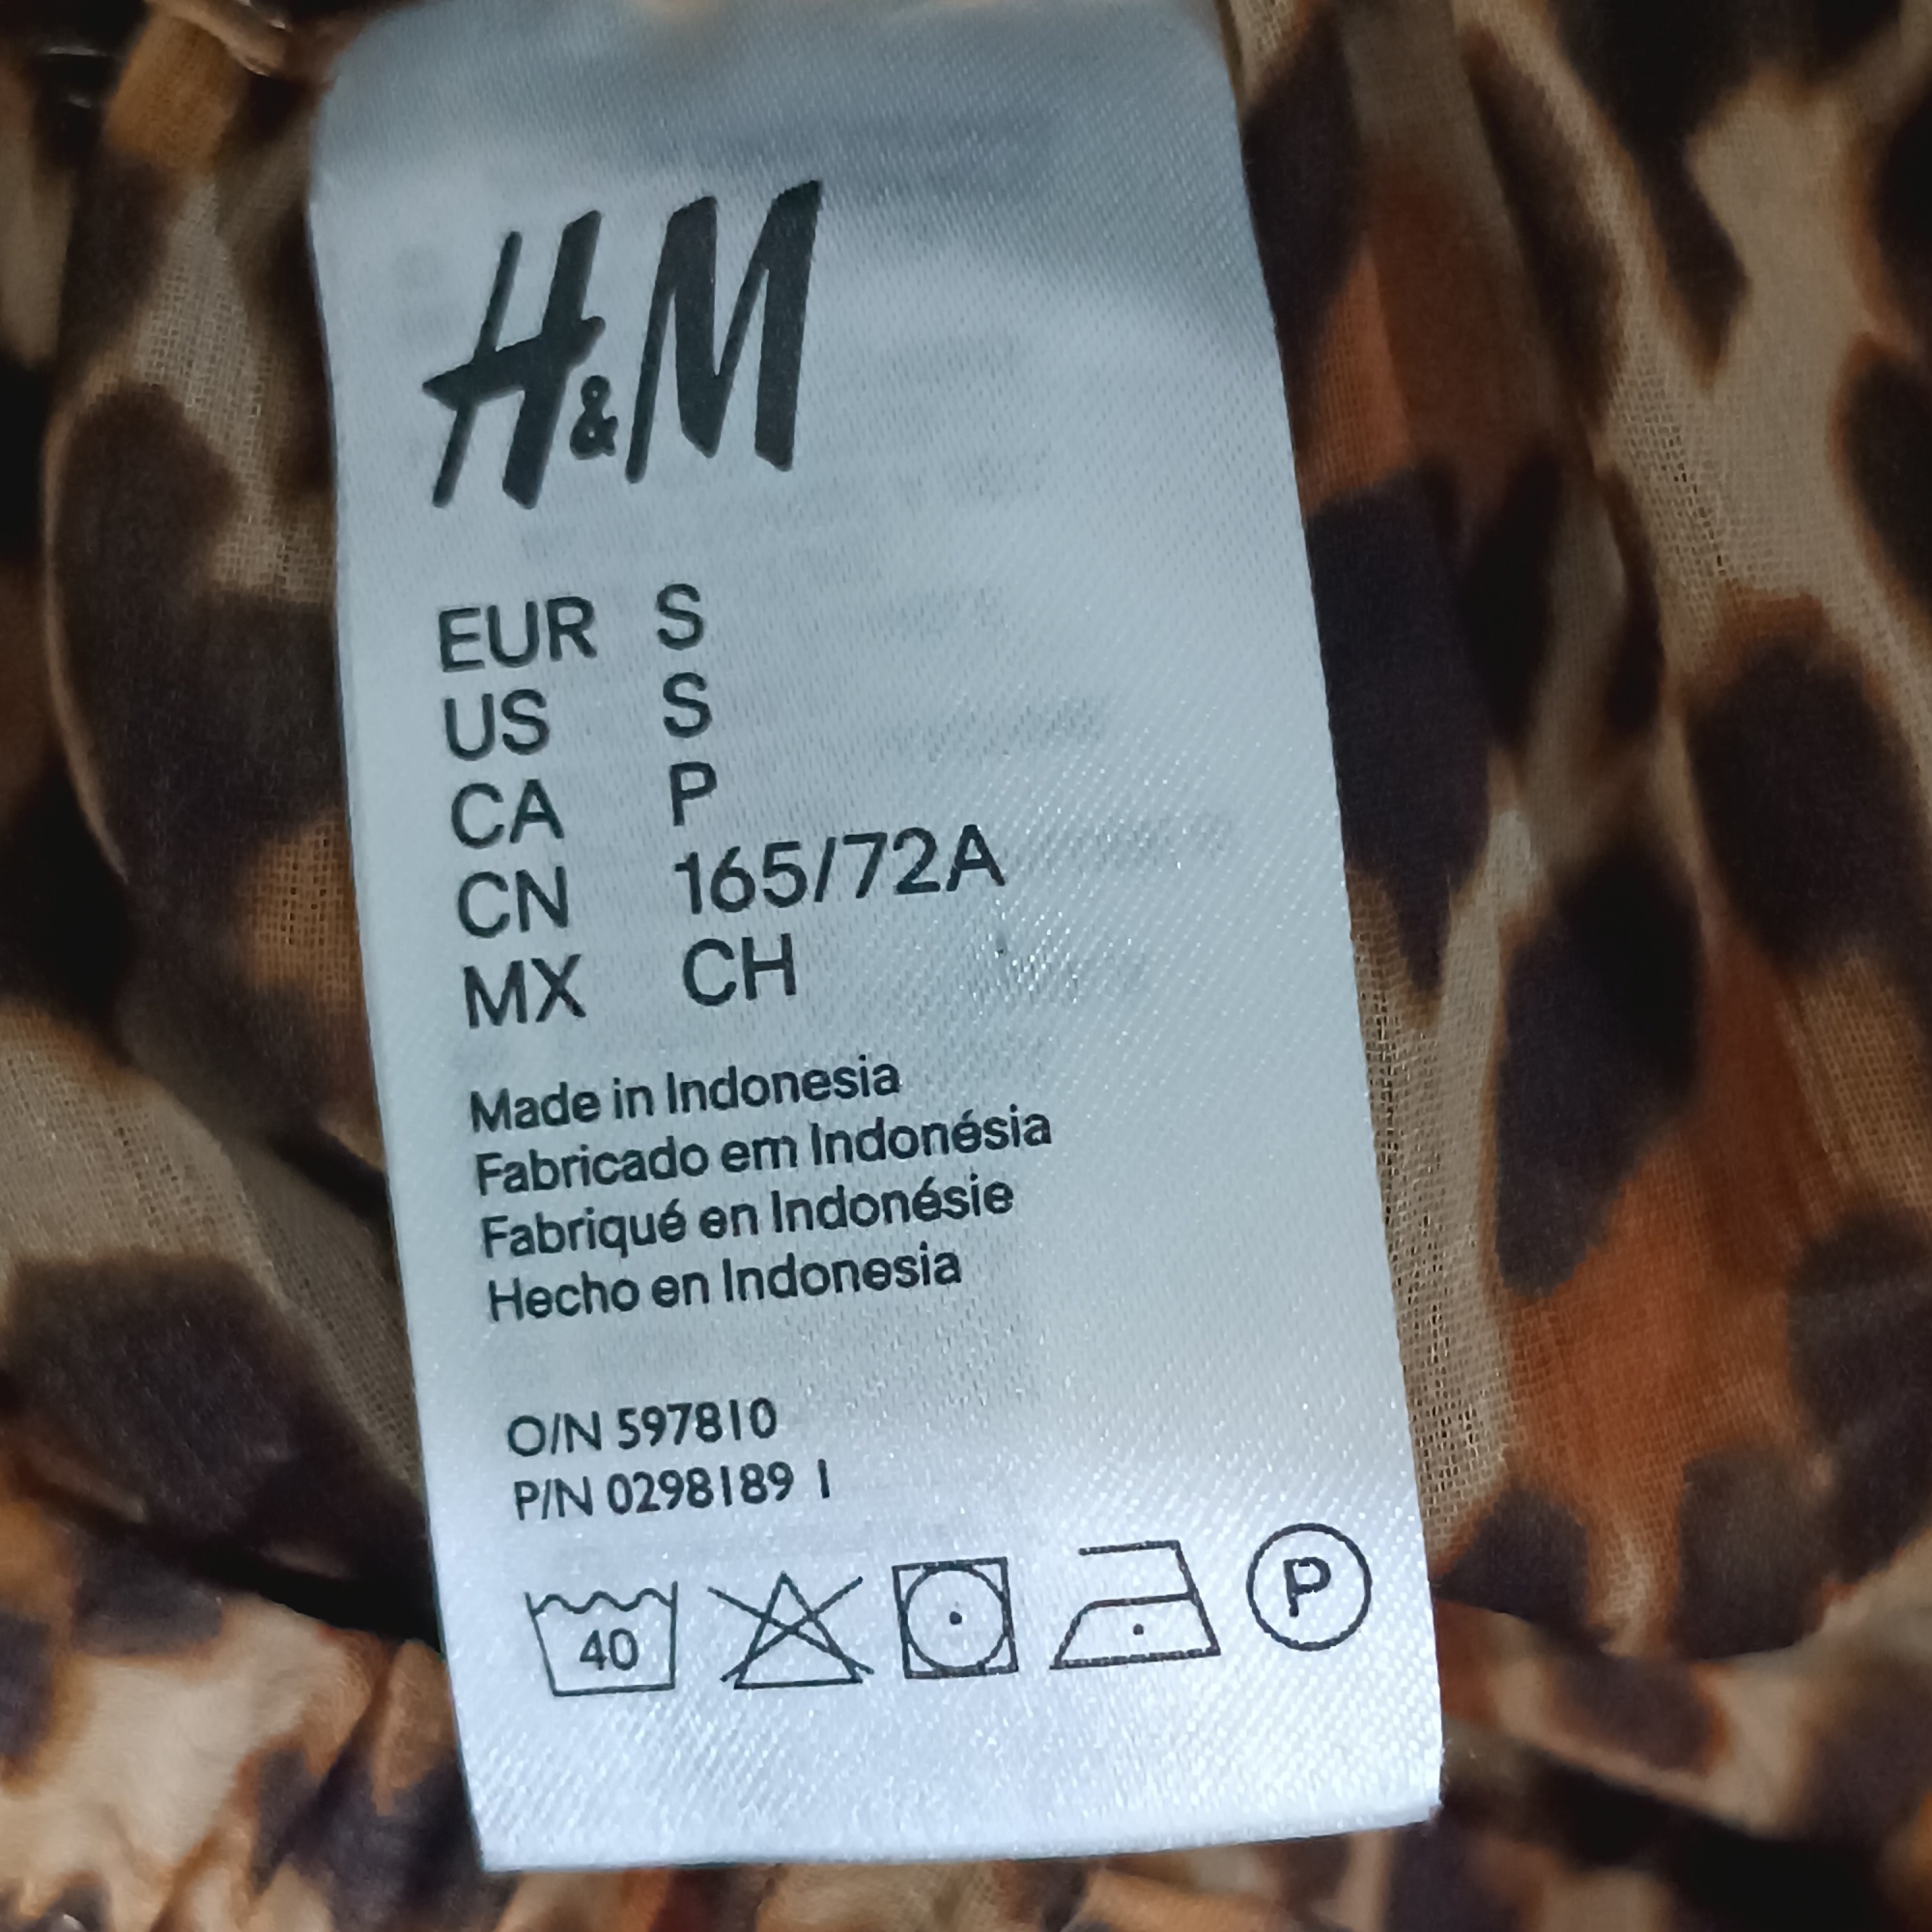 H&M
EUR S
US S
CA P
CN 165/72A
MX CH
Made in Indonesia
Fabricado em Indonésia
Fabriqué en Indonésie
Hecho en Indonesia
O/N 597810
P/N 0298189 1
40 P